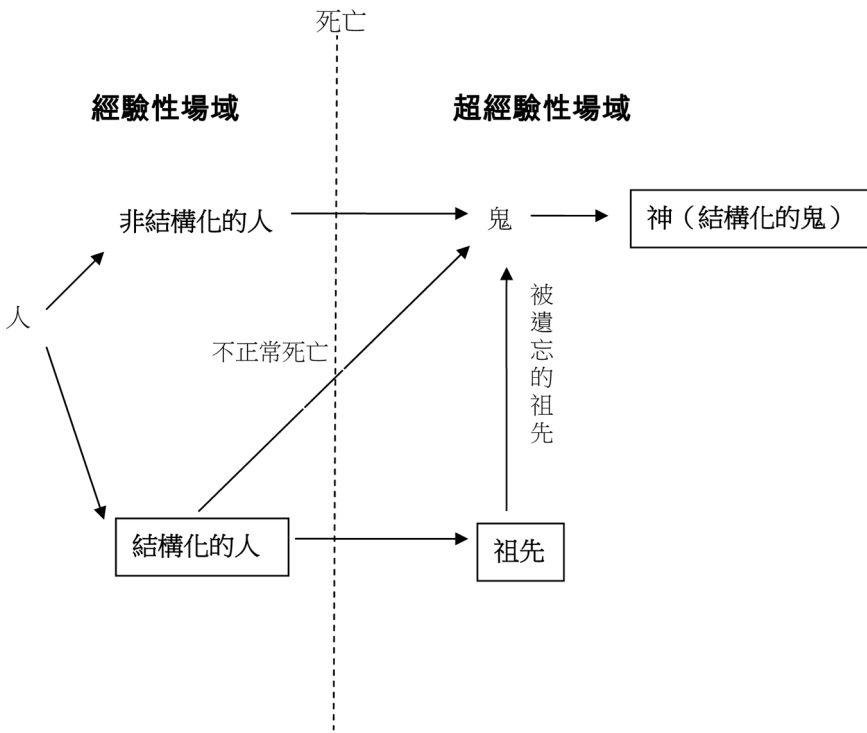 死亡
經驗性場域
超經驗性場域
非結構化的人
鬼
神（結構化的鬼）
人
不正常死亡
被遺忘的祖先
結構化的人
祖先